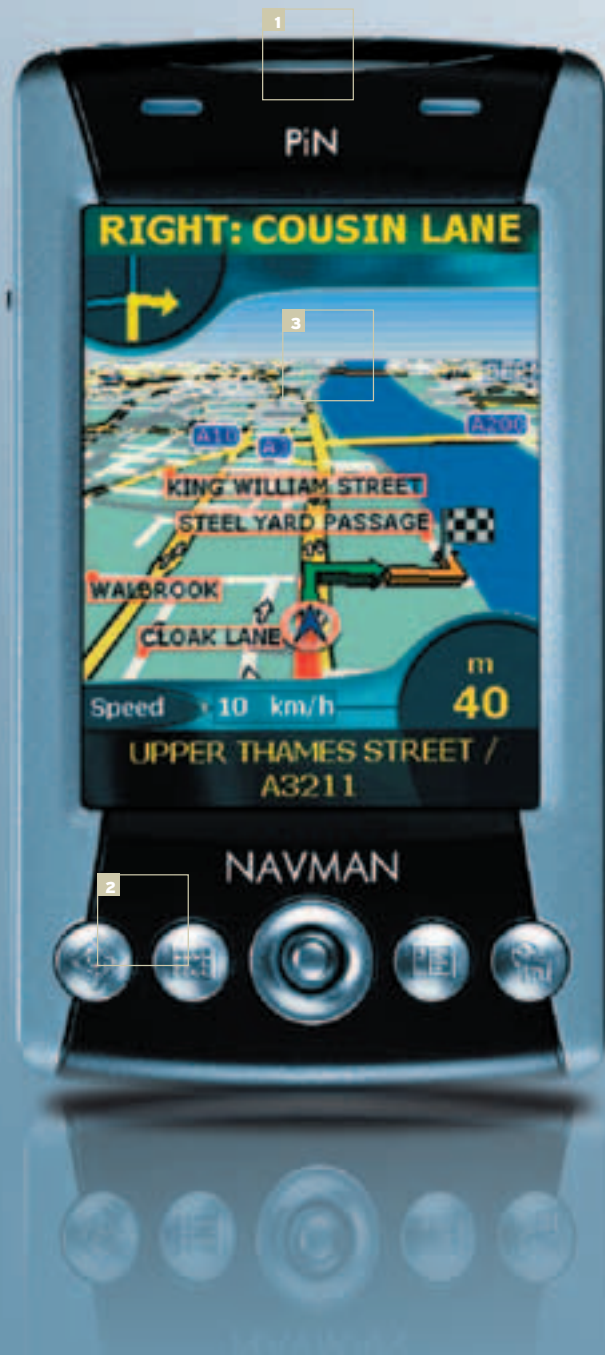 1
PiN
RIGHT: COUSIN LANE
3
A10
A3
A200
KING WILLIAM STREET
STEEL YARD PASSAGE
WALBROOK
CLOAK LANE
m
40
Speed 10 km/h
UPPER THAMES STREET /
A3211
NAVMAN
2